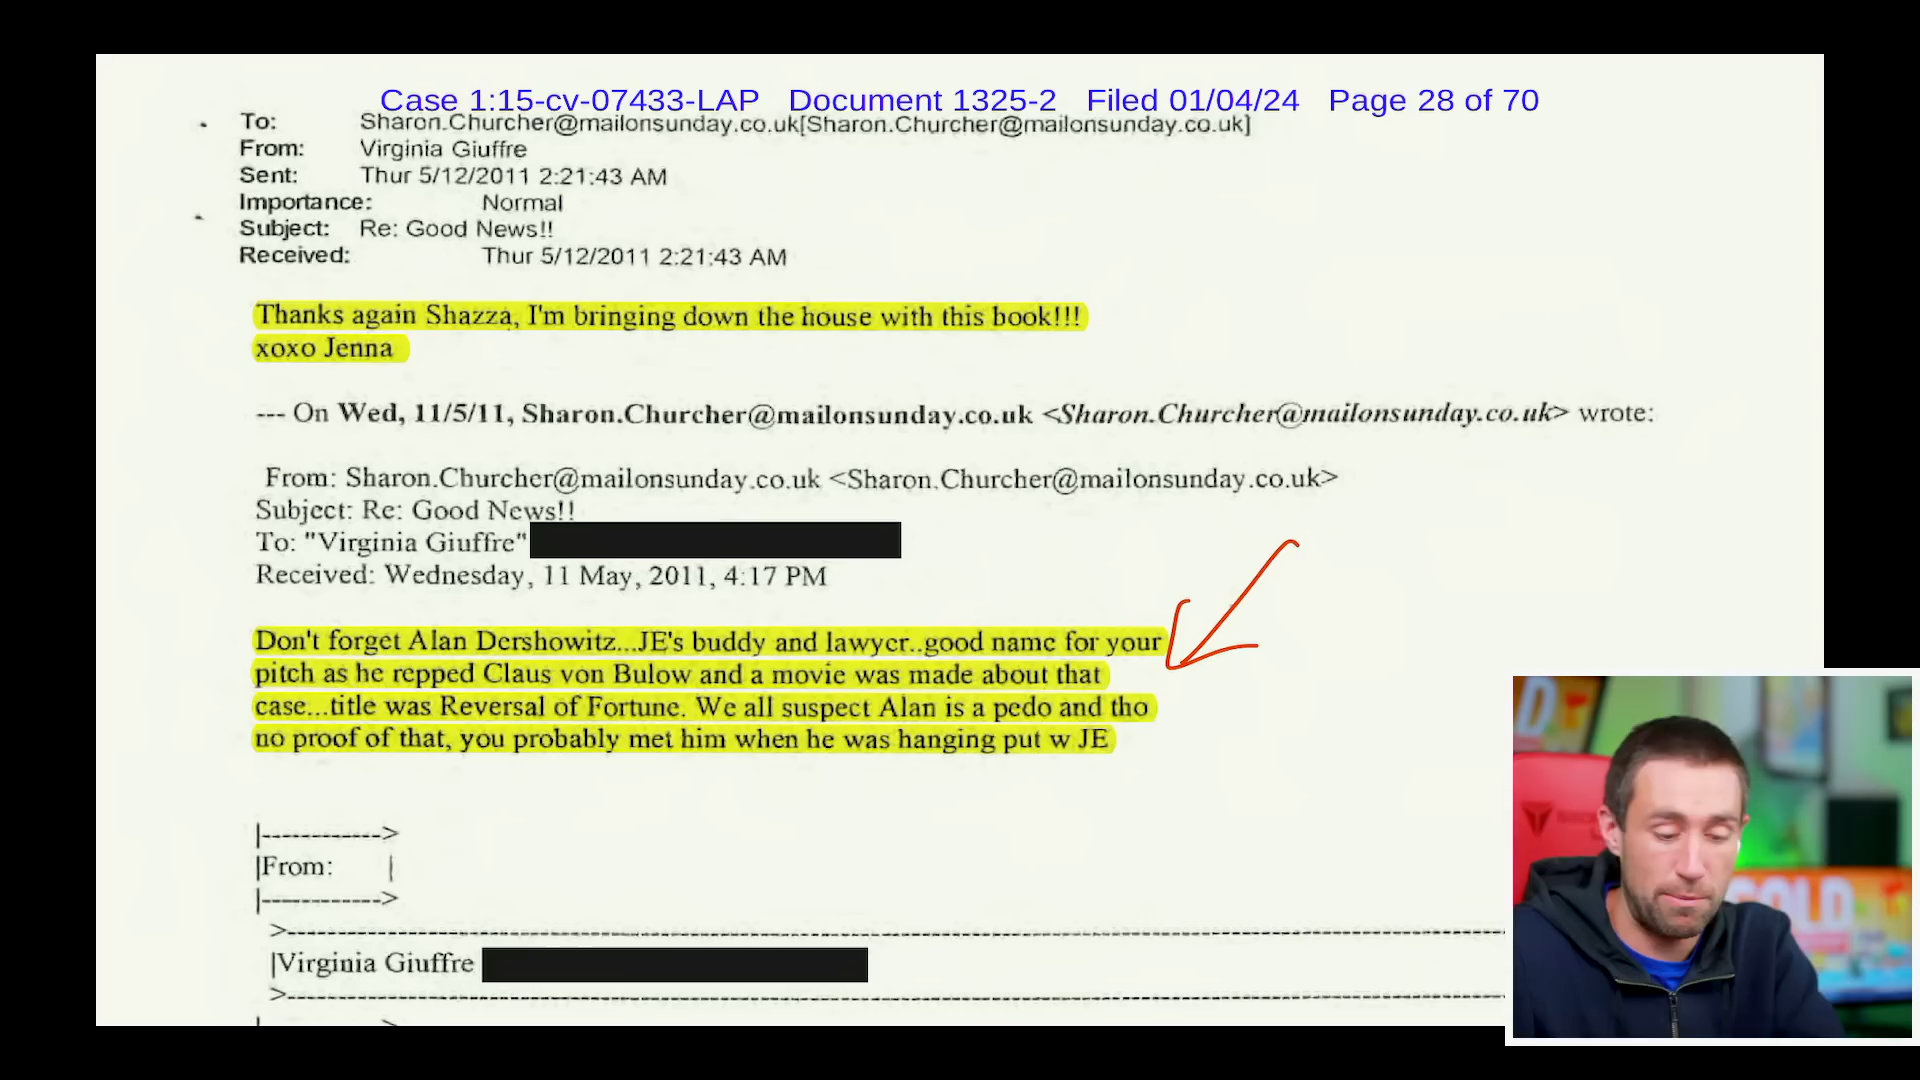 Case 1:15-cv-07433-LAP Document 1325-2 Filed 01/04/24 Page 28 of 70
To: Sharon.Churcher@mailonsunday.co.uk[Sharon.Churcher@mailonsunday.co.uk]
From: Virginia Giuffre
Sent: Thur 5/12/2011 2:21:43 AM
Importance: Normal
Subject: Re: Good News!!
Received: Thur 5/12/2011 2:21:43 AM
Thanks again Shazza, I'm bringing down the house with this book!!!
xoxo Jenna
--- On Wed, 11/5/11, Sharon.Churcher@mailonsunday.co.uk <Sharon.Churcher@mailonsunday.co.uk> wrote:
From: Sharon.Churcher@mailonsunday.co.uk <Sharon.Churcher@mailonsunday.co.uk>
Subject: Re: Good News!!
To: "Virginia Giuffre"
Received: Wednesday, 11 May, 2011, 4:17 PM
Don't forget Alan Dershowitz...JE's buddy and lawyer..good name for your
pitch as he repped Claus von Bulow and a movie was made about that
case...title was Reversal of Fortune. We all suspect Alan is a pedo and tho
no proof of that, you probably met him when he was hanging put w JE
|------------>
|From: |
|------------>
>--------------------------------------------------
|Virginia Giuffre
>--------------------------------------------------
D
OLD